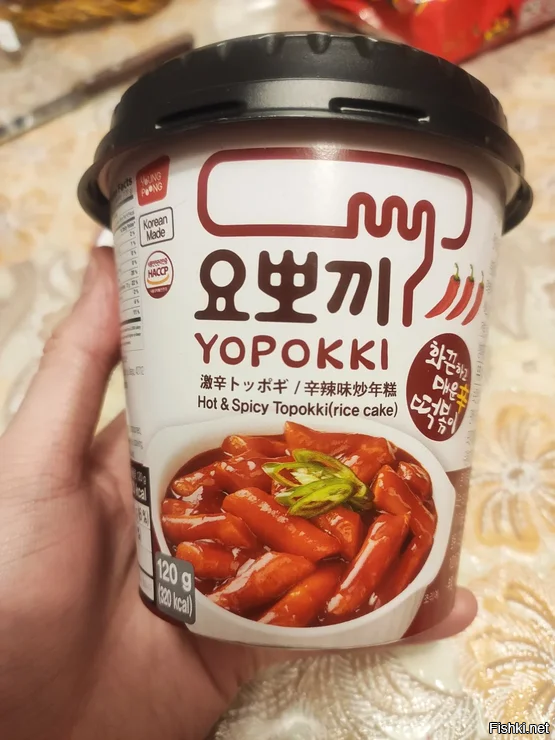 YOUNG
POONG
Korean
Made
HACCP
요뽀끼
YOPOKKI
激辛トッポギ / 辛辣味炒年糕
Hot & Spicy Topokki(rice cake)
화끈하고
매운辛
떡볶이
120 g
(320 kcal)
Fishki.net